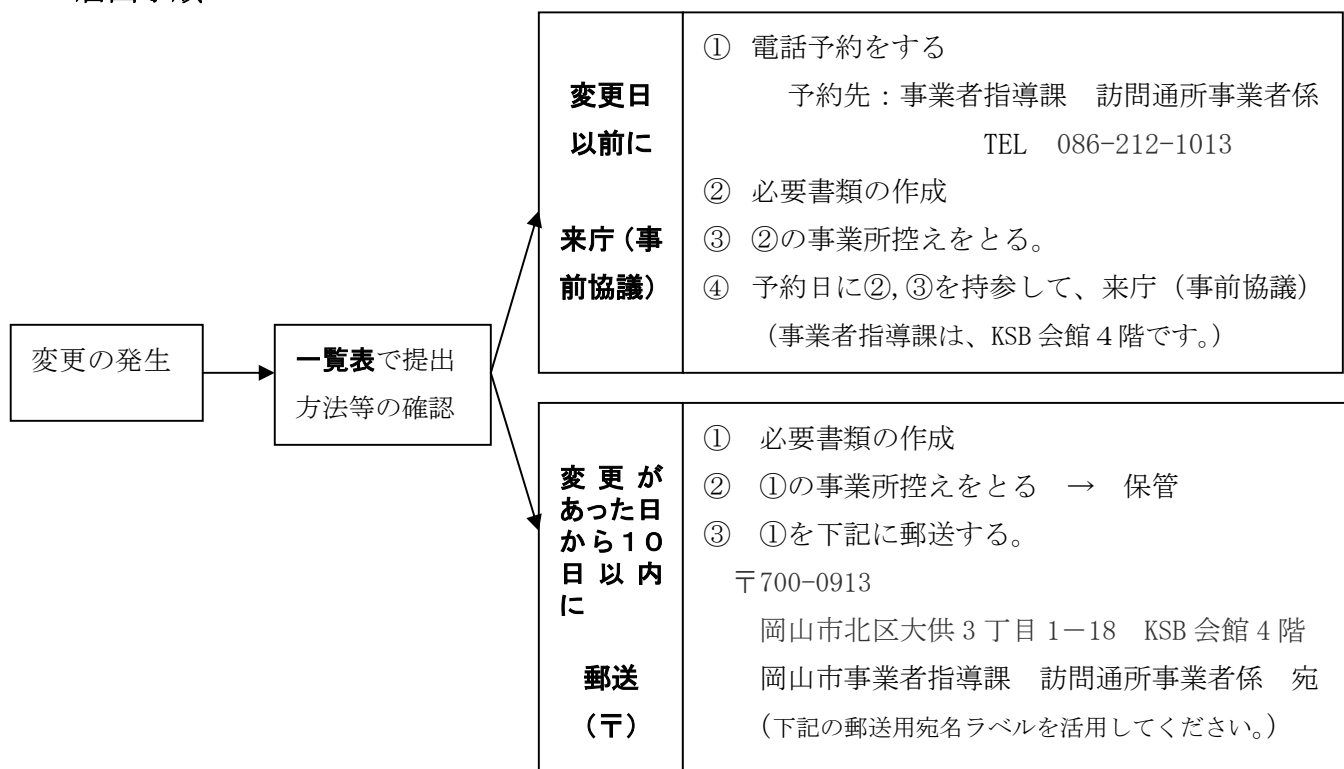 変更の発生
一覧表で提出
方法等の確認
変更日
以前に
来庁（事
前協議）
① 電話予約をする
予約先：事業者指導課　訪問通所事業者係
TEL　086-212-1013
② 必要書類の作成
③ ②の事業所控えをとる。
④ 予約日に②,③を持参して、来庁（事前協議）
（事業者指導課は、KSB 会館４階です。）
変更が
あった日
から１０
日以内
に
郵送
（〒）
① 必要書類の作成
② ①の事業所控えをとる　→　保管
③ ①を下記に郵送する。
〒700-0913
岡山市北区大供 3 丁目 1－18　KSB 会館 4 階
岡山市事業者指導課　訪問通所事業者係　宛
（下記の郵送用宛名ラベルを活用してください。）